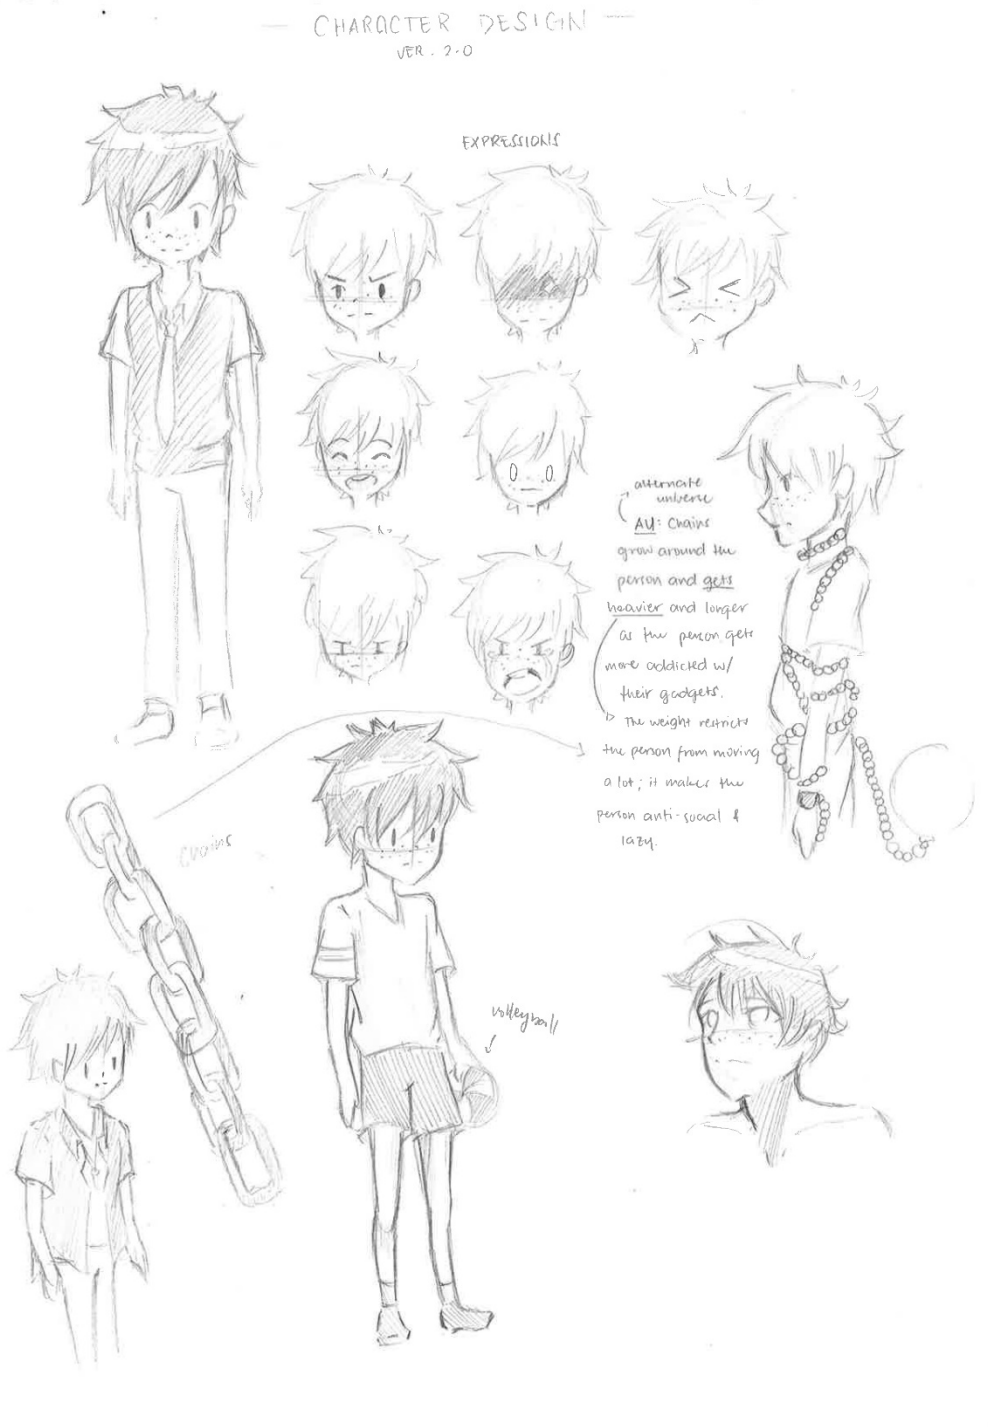 — CHARACTER DESIGN —
VER. 2.0
EXPRESSIONS
alternate
universe
AU: Chains
grow around the
person and gets
heavier and longer
as the person gets
more addicted w/
their gadgets.
The weight restricts
the person from moving
a lot; it makes the
person anti-social &
lazy.
Chains
volleyball